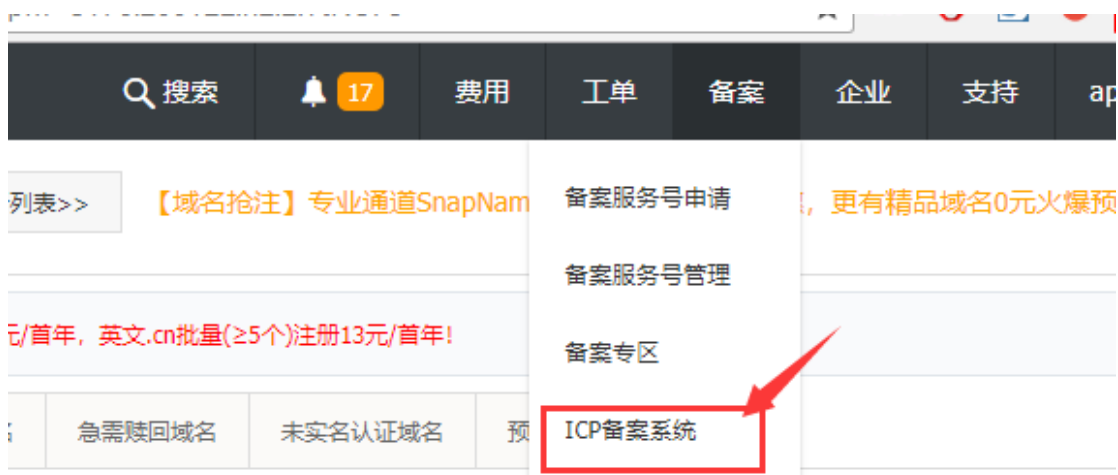 搜索 17 费用 工单 备案 企业 支持 ap
列表>> 【域名抢注】专业通道SnapNam ，更有精品域名0元火爆预
备案服务号申请
备案服务号管理
元/首年，英文.cn批量(≥5个)注册13元/首年！
备案专区
急需赎回域名 未实名认证域名 预
ICP备案系统